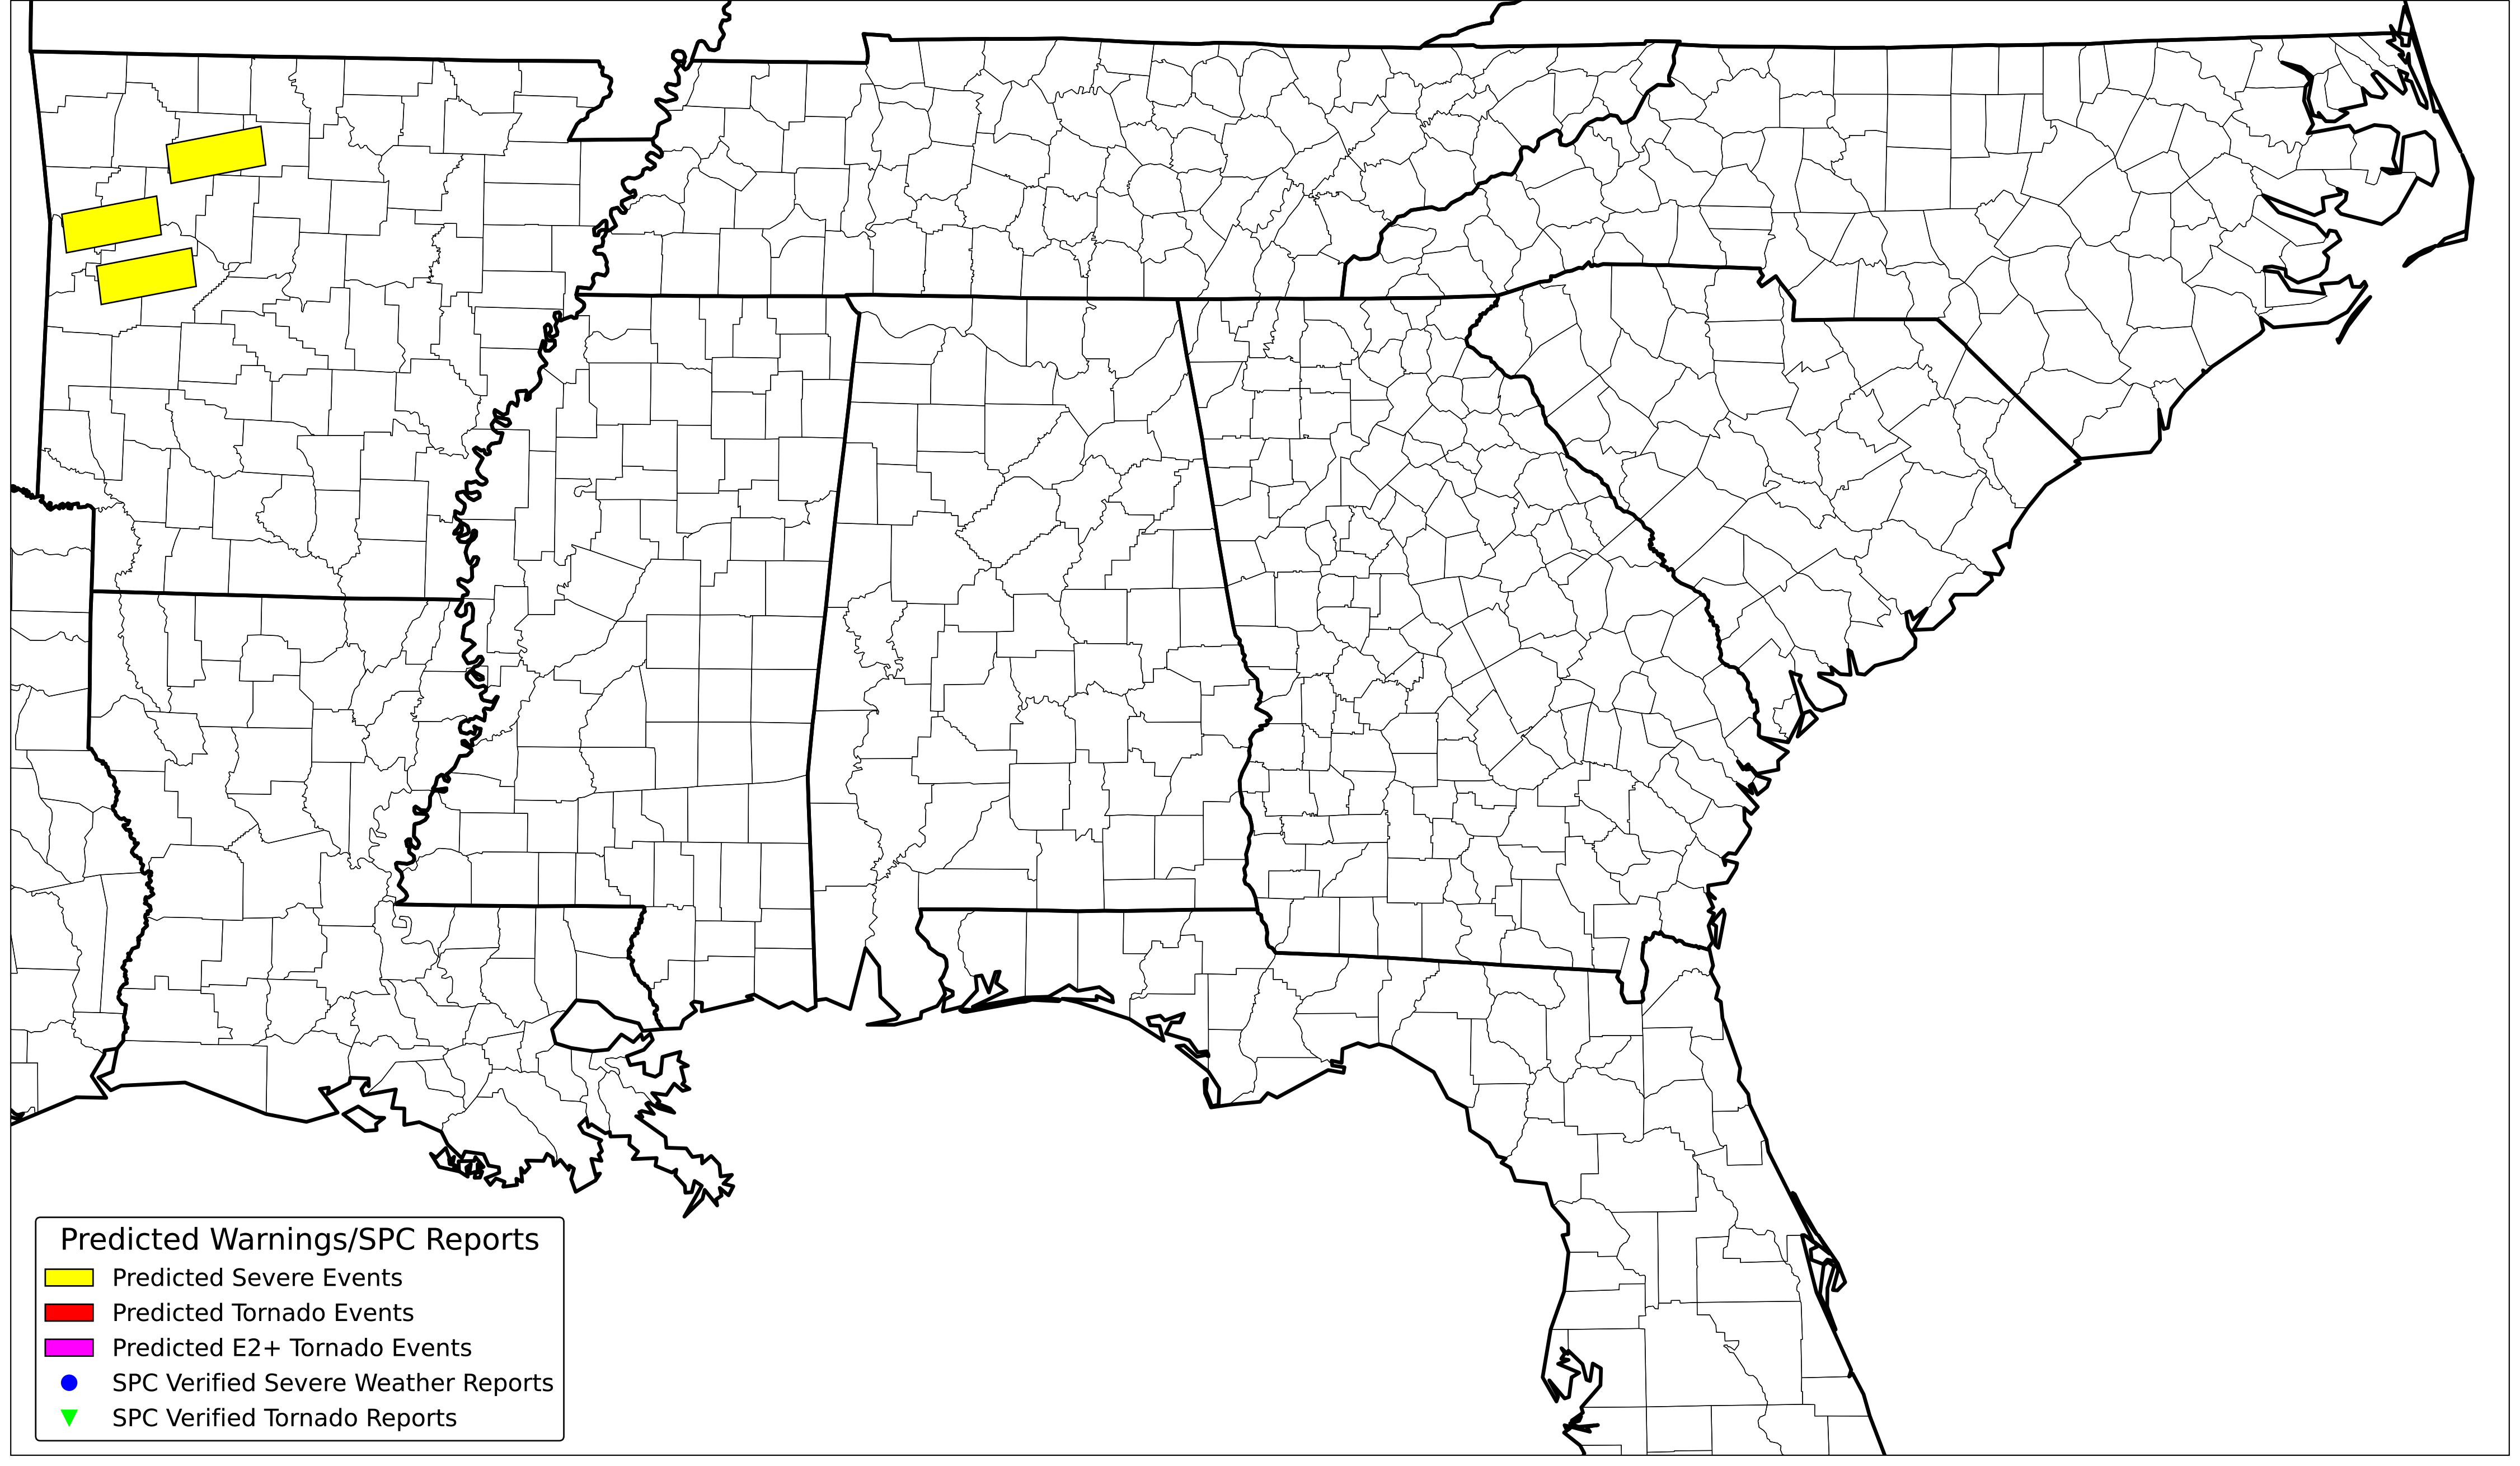 Predicted Warnings/SPC Reports
Predicted Severe Events
Predicted Tornado Events
Predicted E2+ Tornado Events
SPC Verified Severe Weather Reports
SPC Verified Tornado Reports